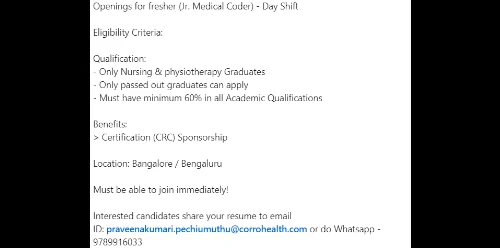 Openings for fresher (Jr. Medical Coder) - Day Shift
Eligibility Criteria:
Qualification:
- Only Nursing & physiotherapy Graduates
- Only passed out graduates can apply
- Must have minimum 60% in all Academic Qualifications
Benefits:
> Certification (CRC) Sponsorship
Location: Bangalore / Bengaluru
Must be able to join immediately!
Interested candidates share your resume to email
ID: praveenakumari.pechiumuthu@corrohealth.com or do Whatsapp -
9789916033